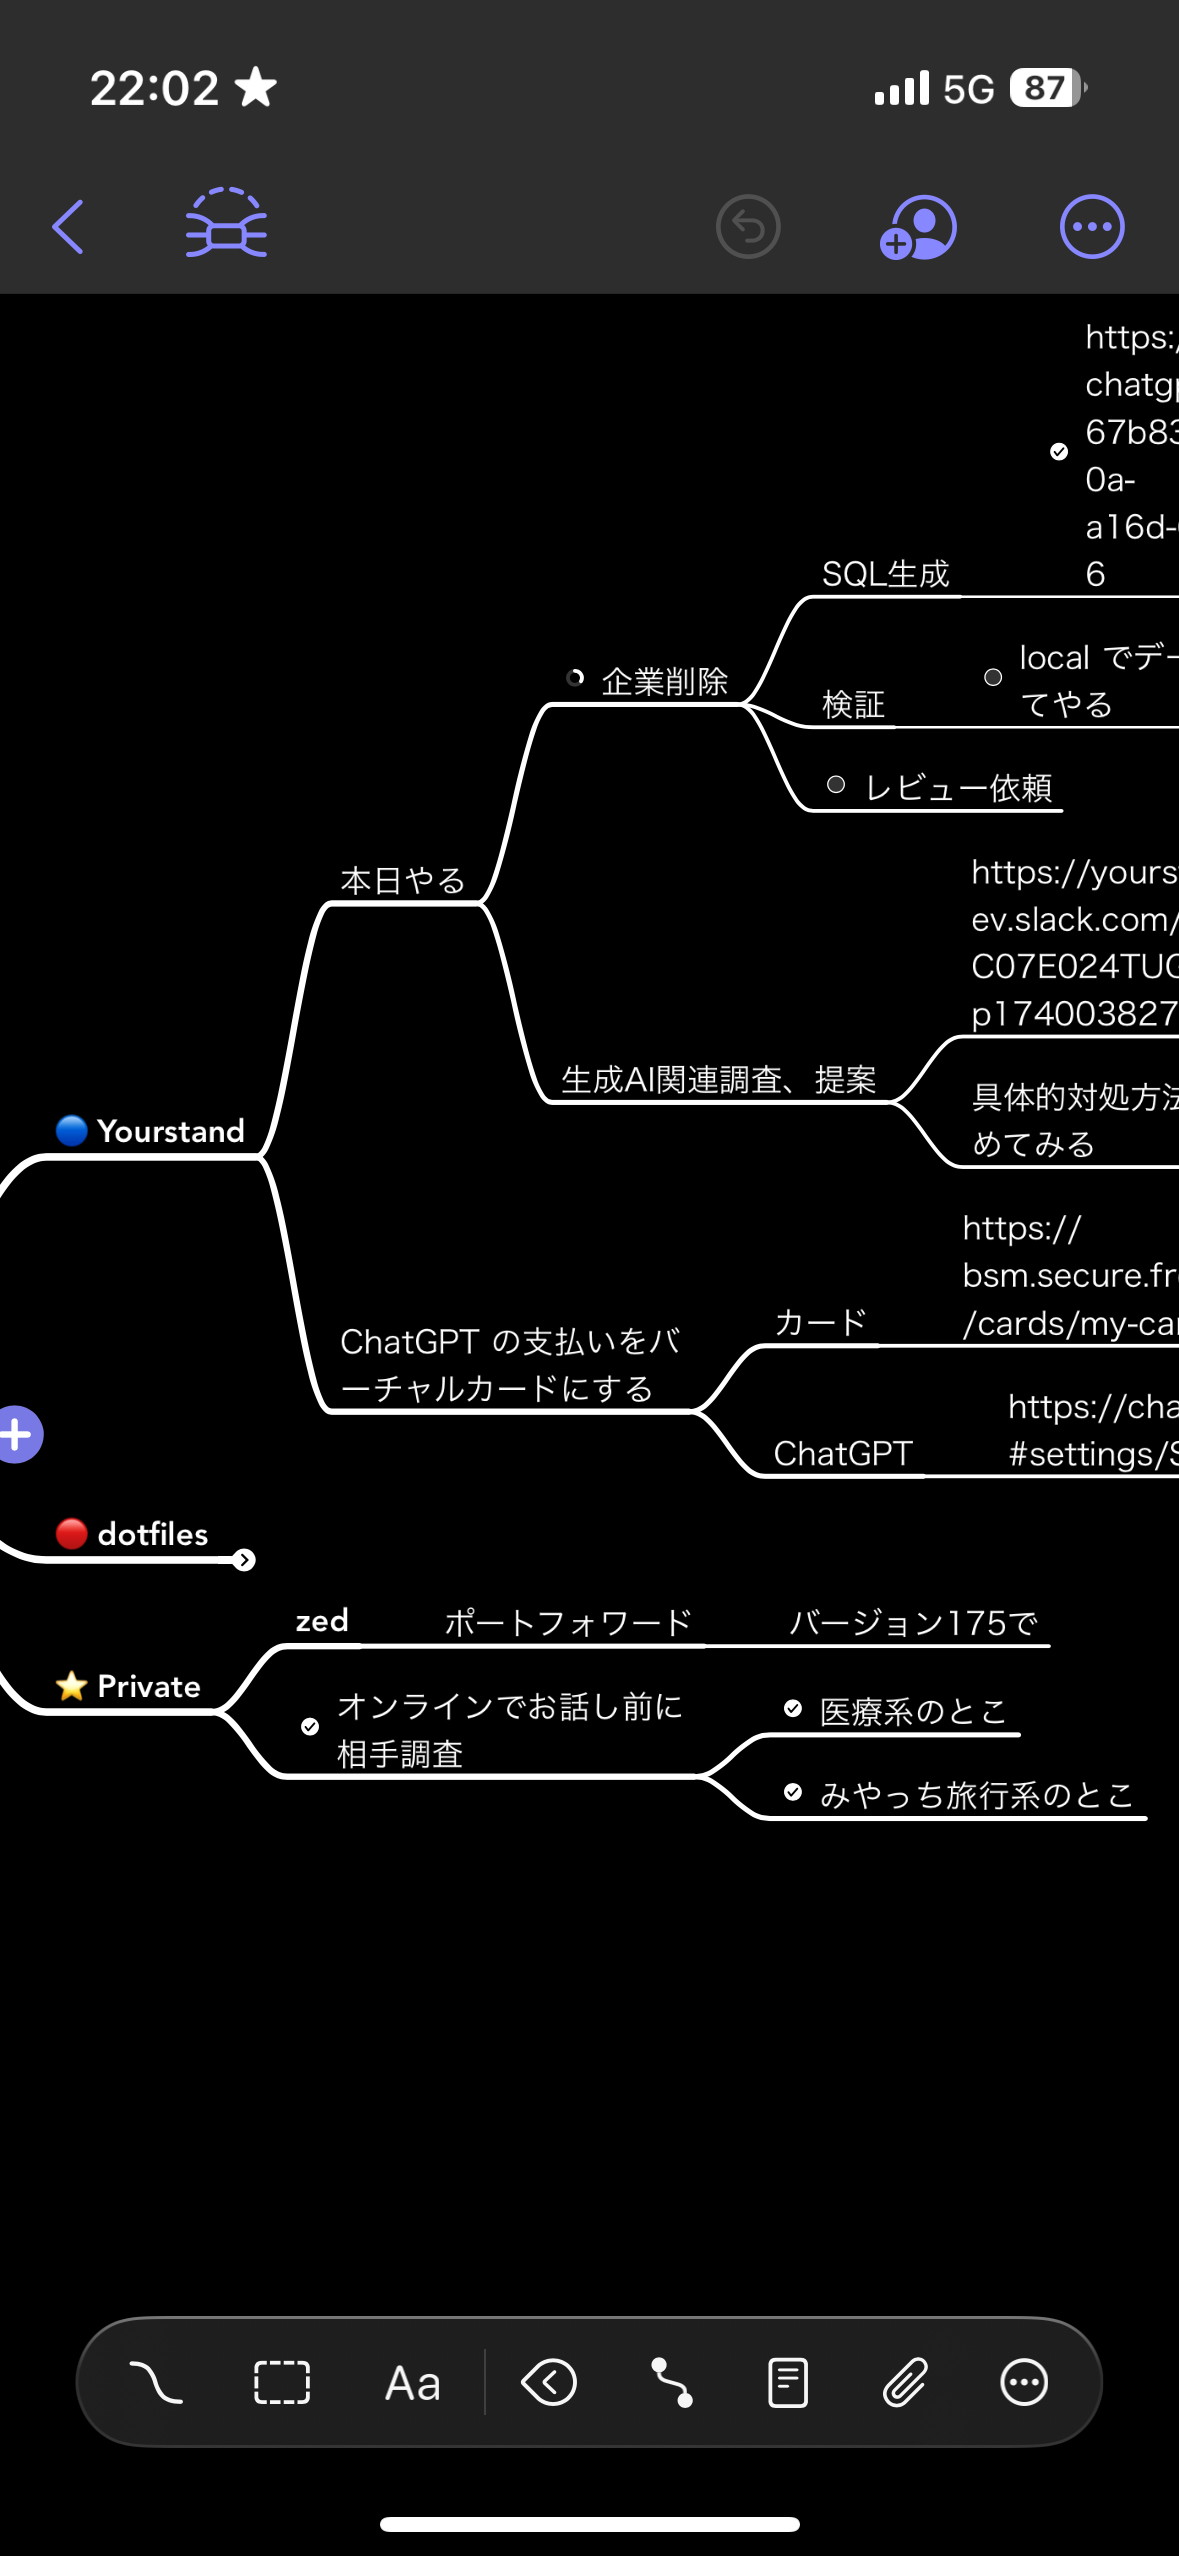 22:02
5G
87
https:/
chatgp
67b83
0a-
a16d-
6
SQL生成
企業削除
local でデー
てやる
検証
レビュー依頼
本日やる
https://yours
ev.slack.com/
C07E024TUG
p174003827
生成AI関連調査、提案
具体的対処方法
めてみる
Yourstand
https://
bsm.secure.fre
/cards/my-car
カード
ChatGPT の支払いをバ
ーチャルカードにする
https://cha
#settings/S
ChatGPT
dotfiles
zed
ポートフォワード
バージョン175で
Private
オンラインでお話し前に
相手調査
医療系のとこ
みやっち旅行系のとこ
Aa